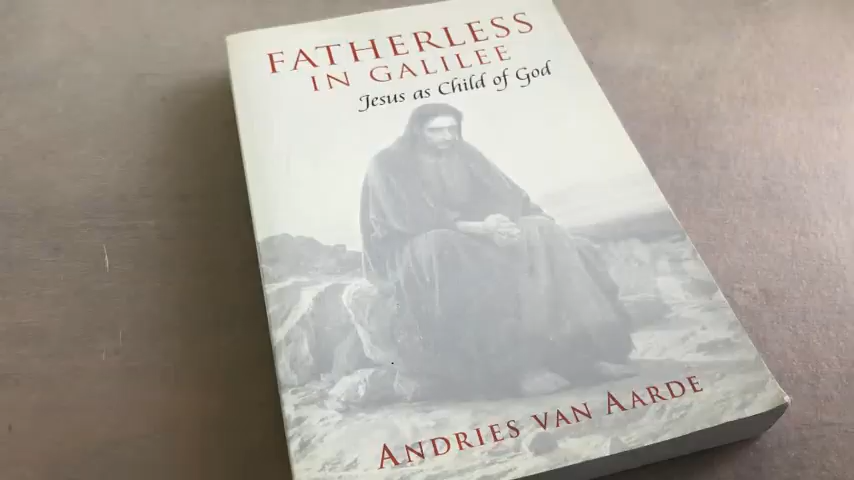 FATHERLESS
IN GALILEE
Jesus as Child of God
ANDRIES VAN AARDE